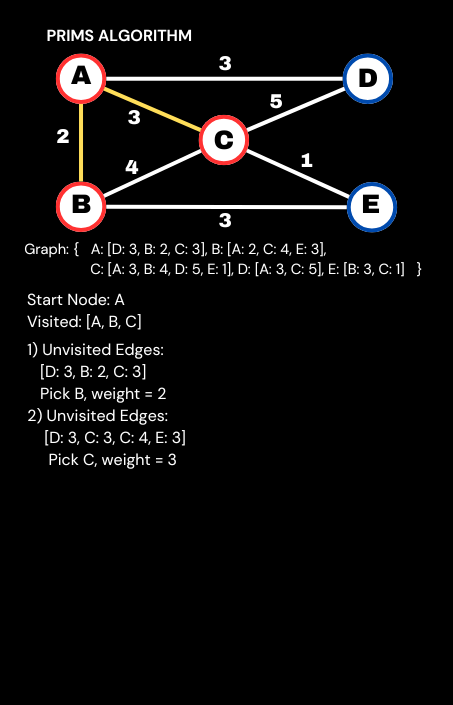 PRIMS ALGORITHM
A
3
D
5
3
2
C
4
1
B
E
3
Graph: { A: [D: 3, B: 2, C: 3], B: [A: 2, C: 4, E: 3],
C: [A: 3, B: 4, D: 5, E: 1], D: [A: 3, C: 5], E: [B: 3, C: 1] }
Start Node: A
Visited: [A, B, C]
1) Unvisited Edges:
[D: 3, B: 2, C: 3]
Pick B, weight = 2
2) Unvisited Edges:
[D: 3, C: 3, C: 4, E: 3]
Pick C, weight = 3